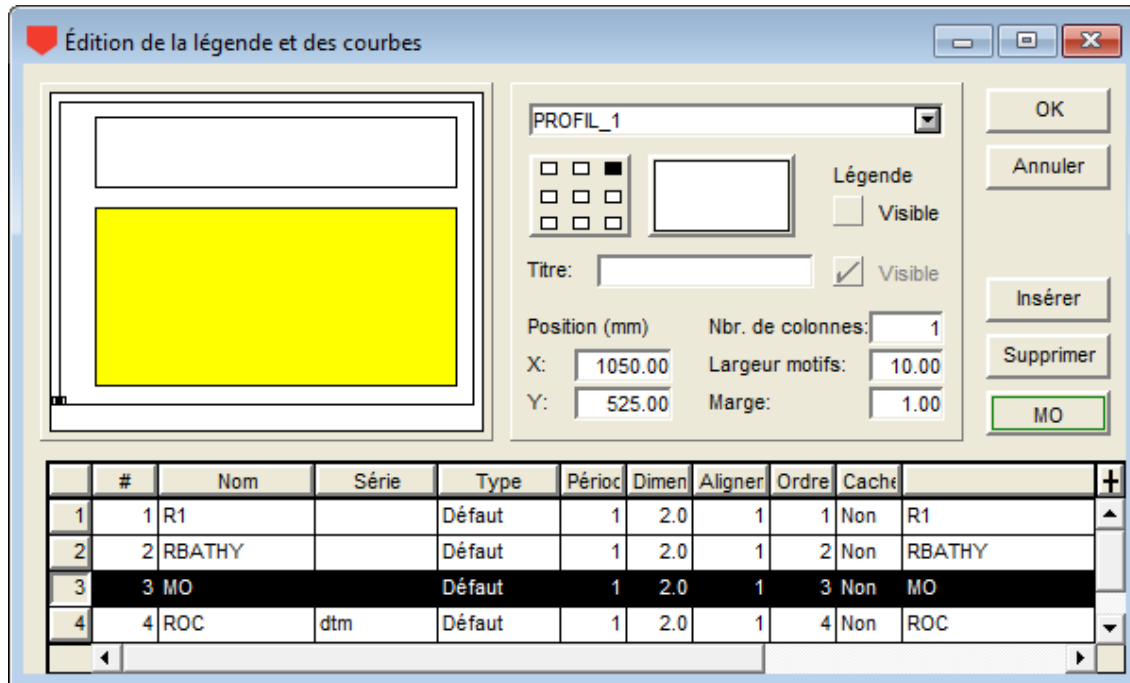 Édition de la légende et des courbes
PROFIL_1
OK
Légende
Annuler
Visible
Titre:
Visible
Insérer
Position (mm)
Nbr. de colonnes: 1
Supprimer
X: 1050.00
Largeur motifs: 10.00
Y: 525.00
Marge: 1.00
MO
# Nom Série Type Périod Dimen Aligner Ordre Cache +
1 1 R1 Défaut 1 2.0 1 1 Non R1
2 2 RBATHY Défaut 1 2.0 1 2 Non RBATHY
3 3 MO Défaut 1 2.0 1 3 Non MO
4 4 ROC dtm Défaut 1 2.0 1 4 Non ROC